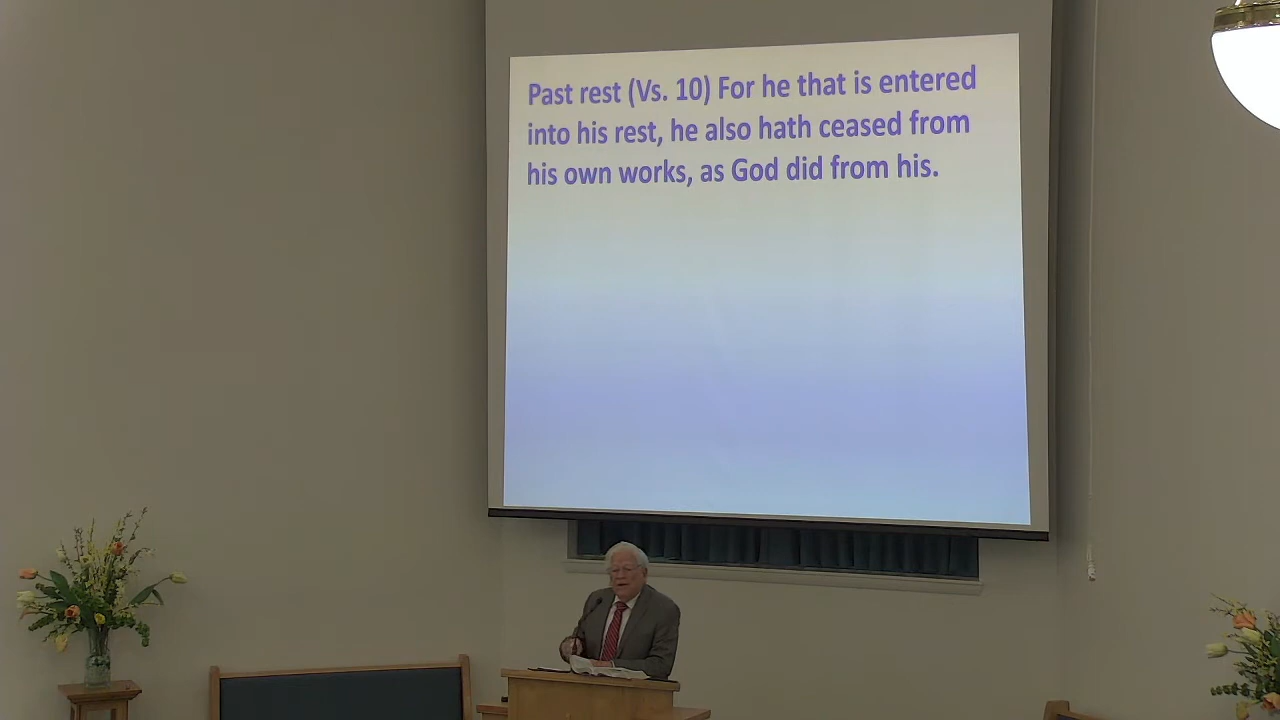 Past rest (Vs. 10) For he that is entered
into his rest, he also hath ceased from
his own works, as God did from his.